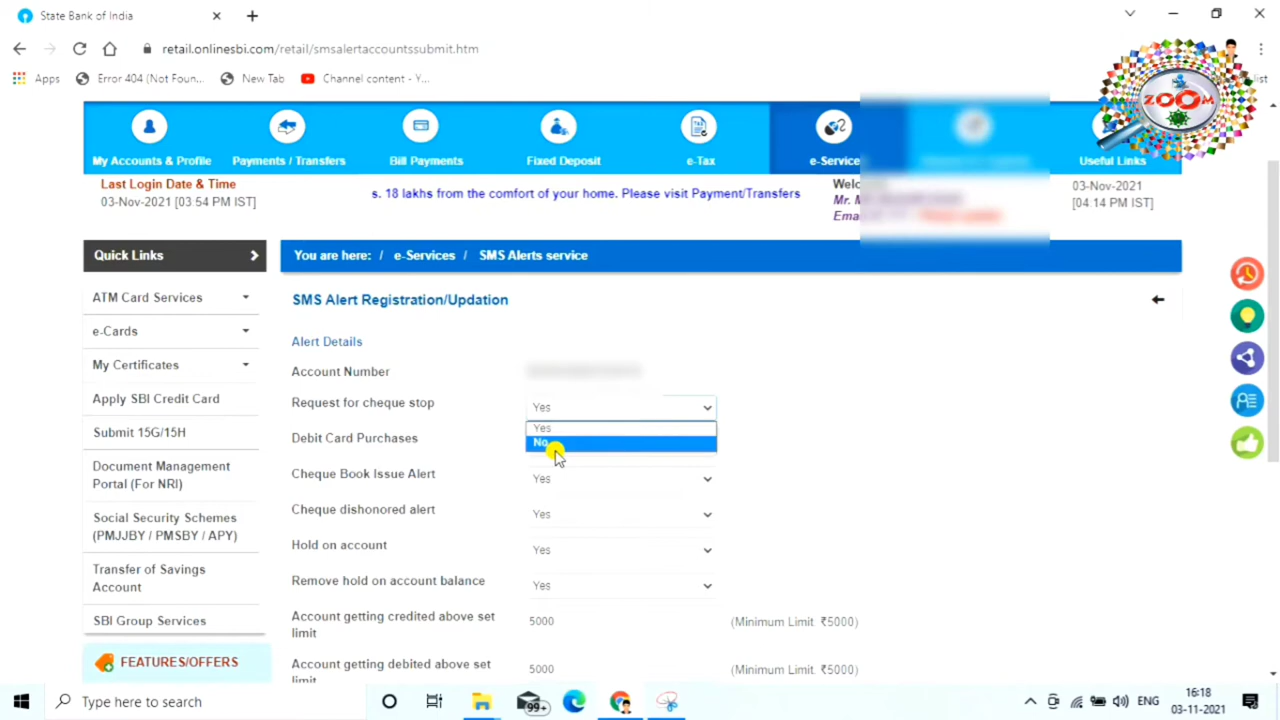 State Bank of India
retail.onlinesbi.com/retail/smsalertaccountssubmit.htm
Apps
Error 404 (Not Foun...
New Tab
Channel content - Y...
ZOOM
My Accounts & Profile
Payments / Transfers
Bill Payments
Fixed Deposit
e-Tax
e-Service
Useful Links
Last Login Date & Time
03-Nov-2021 [03:54 PM IST]
s. 18 lakhs from the comfort of your home. Please visit Payment/Transfers
Mr.
03-Nov-2021
[04:14 PM IST]
Quick Links
You are here: / e-Services / SMS Alerts service
ATM Card Services
e-Cards
My Certificates
Apply SBI Credit Card
Submit 15G/15H
Document Management
Portal (For NRI)
Social Security Schemes
(PMJJBY / PMSBY / APY)
Transfer of Savings
Account
SBI Group Services
FEATURES/OFFERS
SMS Alert Registration/Updation
Alert Details
Account Number
Request for cheque stop
Yes
Yes
No
Debit Card Purchases
Cheque Book Issue Alert
Yes
Cheque dishonored alert
Yes
Hold on account
Yes
Remove hold on account balance
Yes
Account getting credited above set
limit
5000
(Minimum Limit ₹5000)
Account getting debited above set
limit
5000
(Minimum Limit ₹5000)
Type here to search
99+
ENG
16:18
03-11-2021